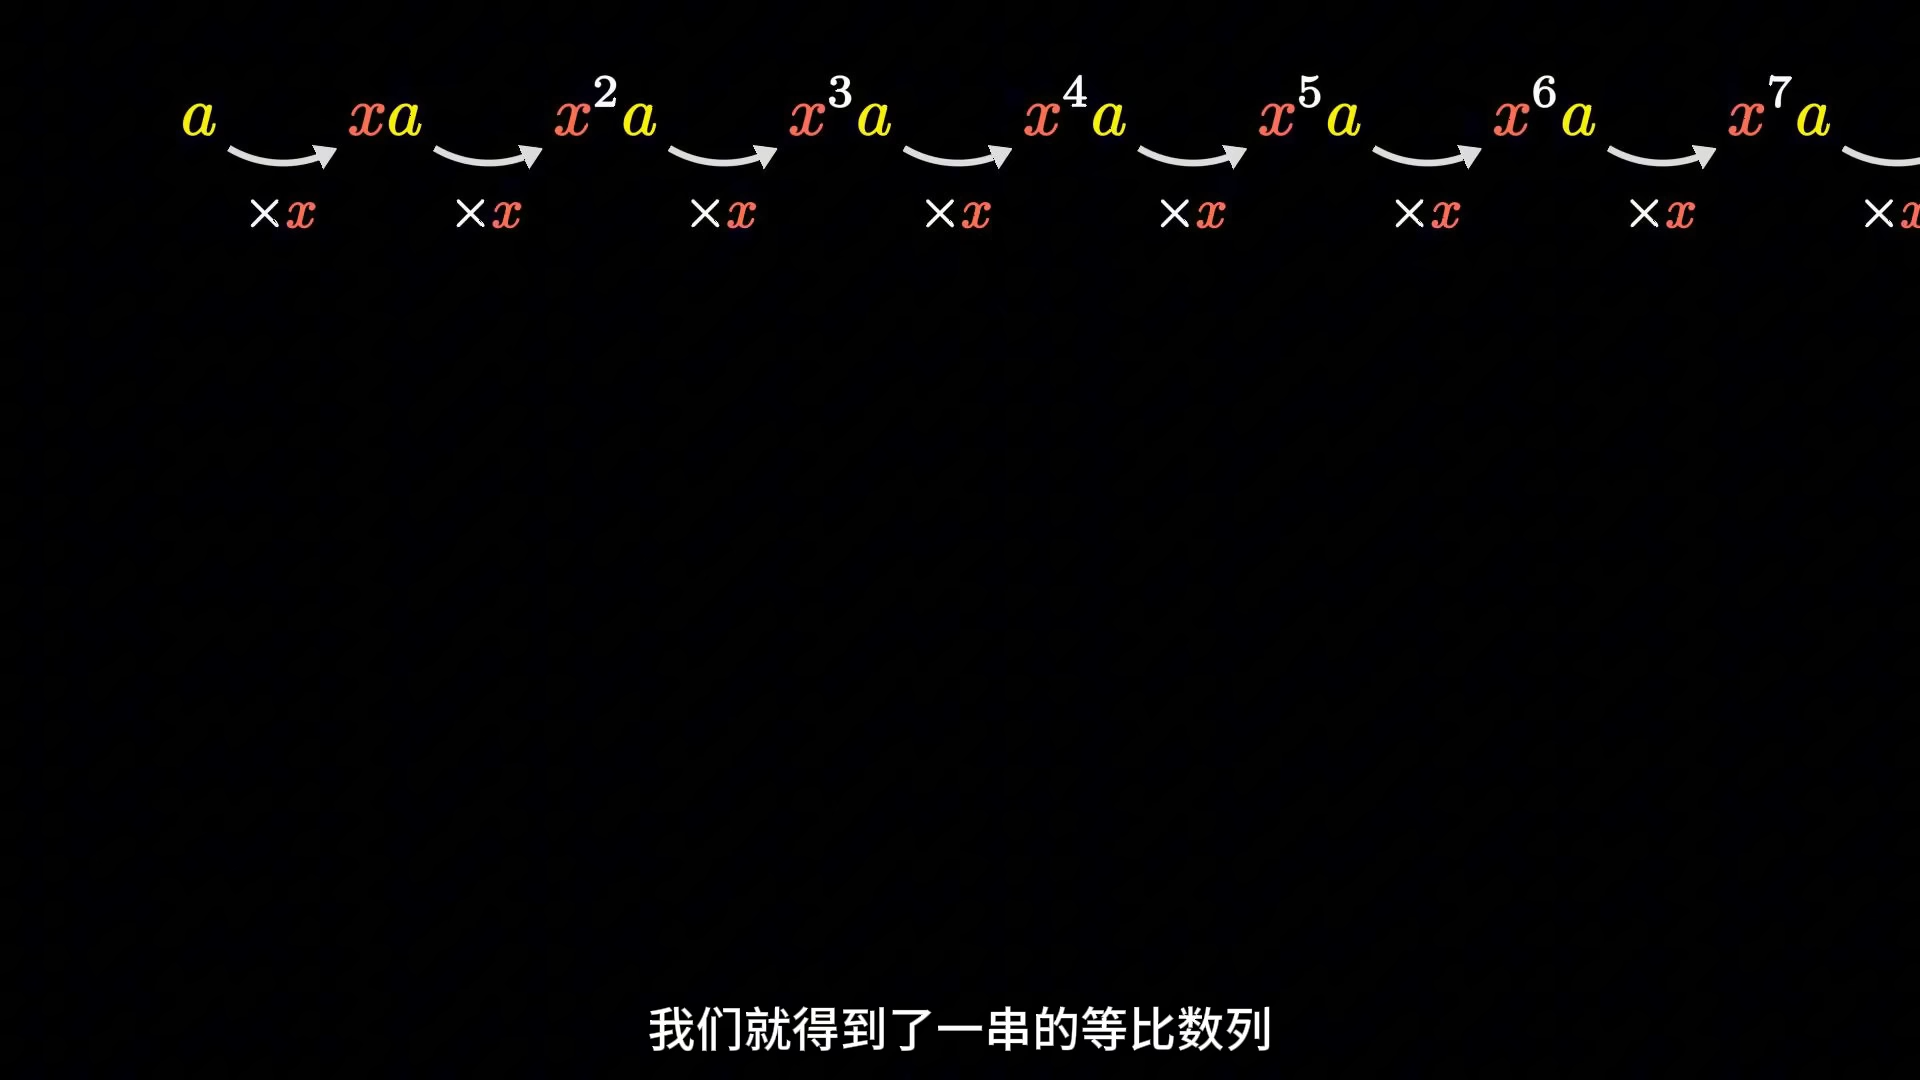 a xa x²a x³a x⁴a x⁵a x⁶a x⁷a
×x ×x ×x ×x ×x ×x ×x ×x
我们就得到了一串的等比数列